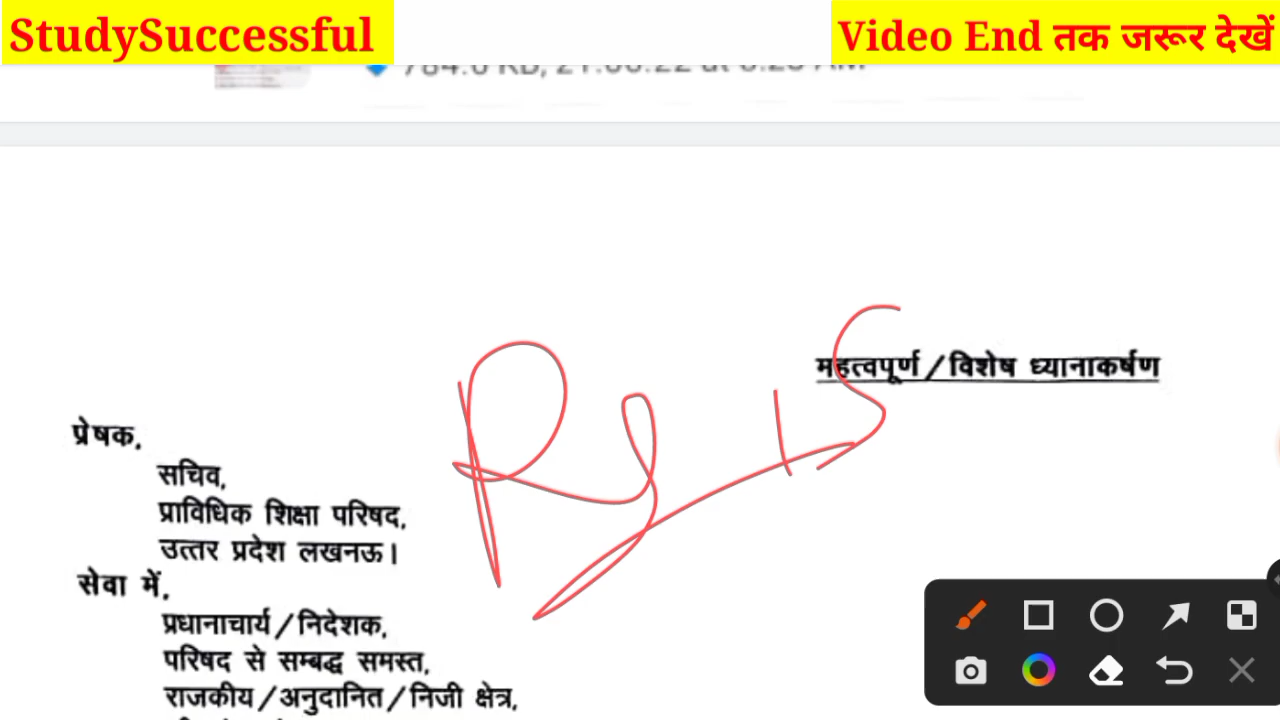 StudySuccessful
Video End तक जरूर देखें
महत्वपूर्ण/विशेष ध्यानाकर्षण
प्रेषक,
सचिव,
प्राविधिक शिक्षा परिषद,
उत्तर प्रदेश लखनऊ।
सेवा में,
प्रधानाचार्य/निदेशक,
परिषद से सम्बद्ध समस्त,
राजकीय/अनुदानित/निजी क्षेत्र,